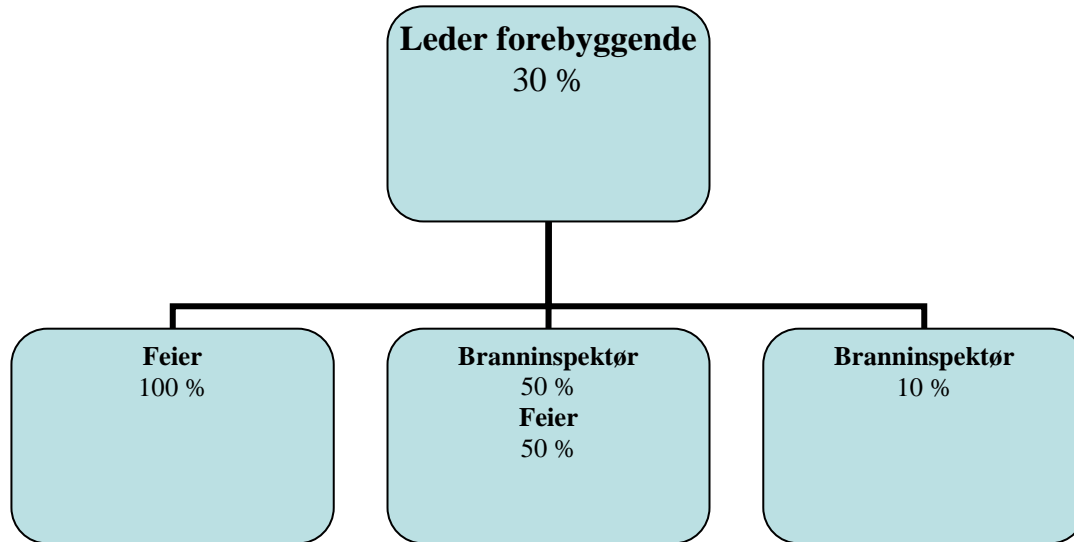 Leder forebyggende
30 %
Feier
100 %
Branninspektør
50 %
Feier
50 %
Branninspektør
10 %